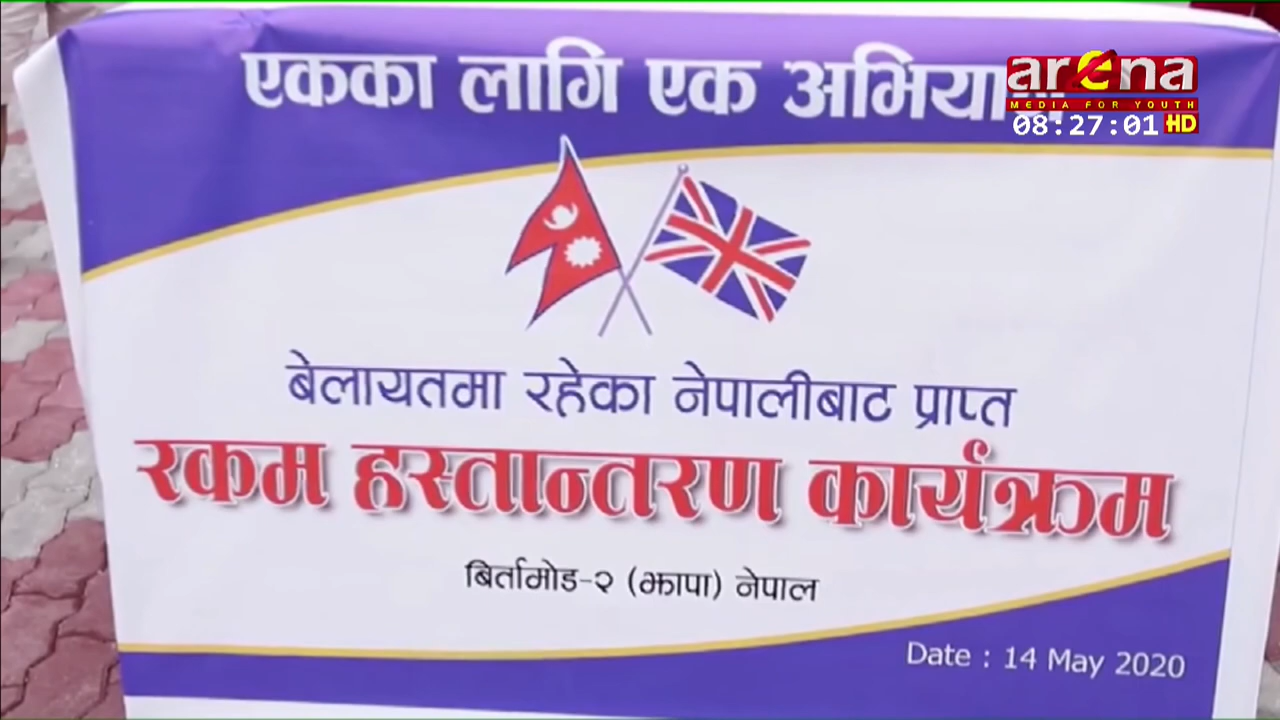 एकका लागि एक अभियान
arena
MEDIA FOR YOUTH
08:27:01 HD
बेलायतमा रहेका नेपालीबाट प्राप्त
रकम हस्तान्तरण कार्यक्रम
बिर्तामोड-२ (झापा) नेपाल
Date : 14 May 2020